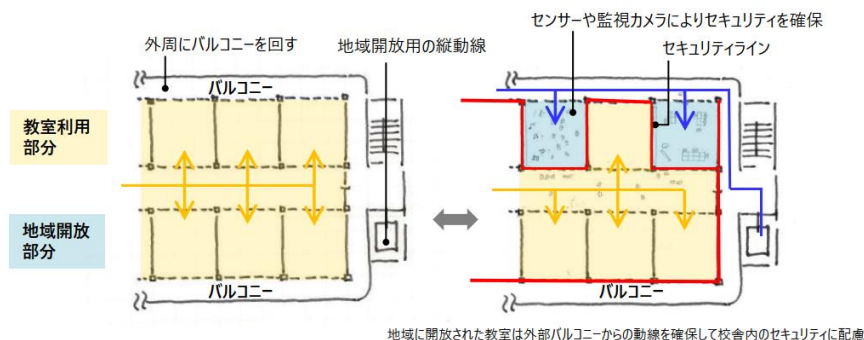 センサーや監視カメラによりセキュリティを確保
外周にバルコニーを回す
地域開放用の縦動線
セキュリティライン
バルコニー
バルコニー
教室利用
部分
地域開放
部分
バルコニー
バルコニー
地域に開放された教室は外部バルコニーからの動線を確保して校舎内のセキュリティに配慮